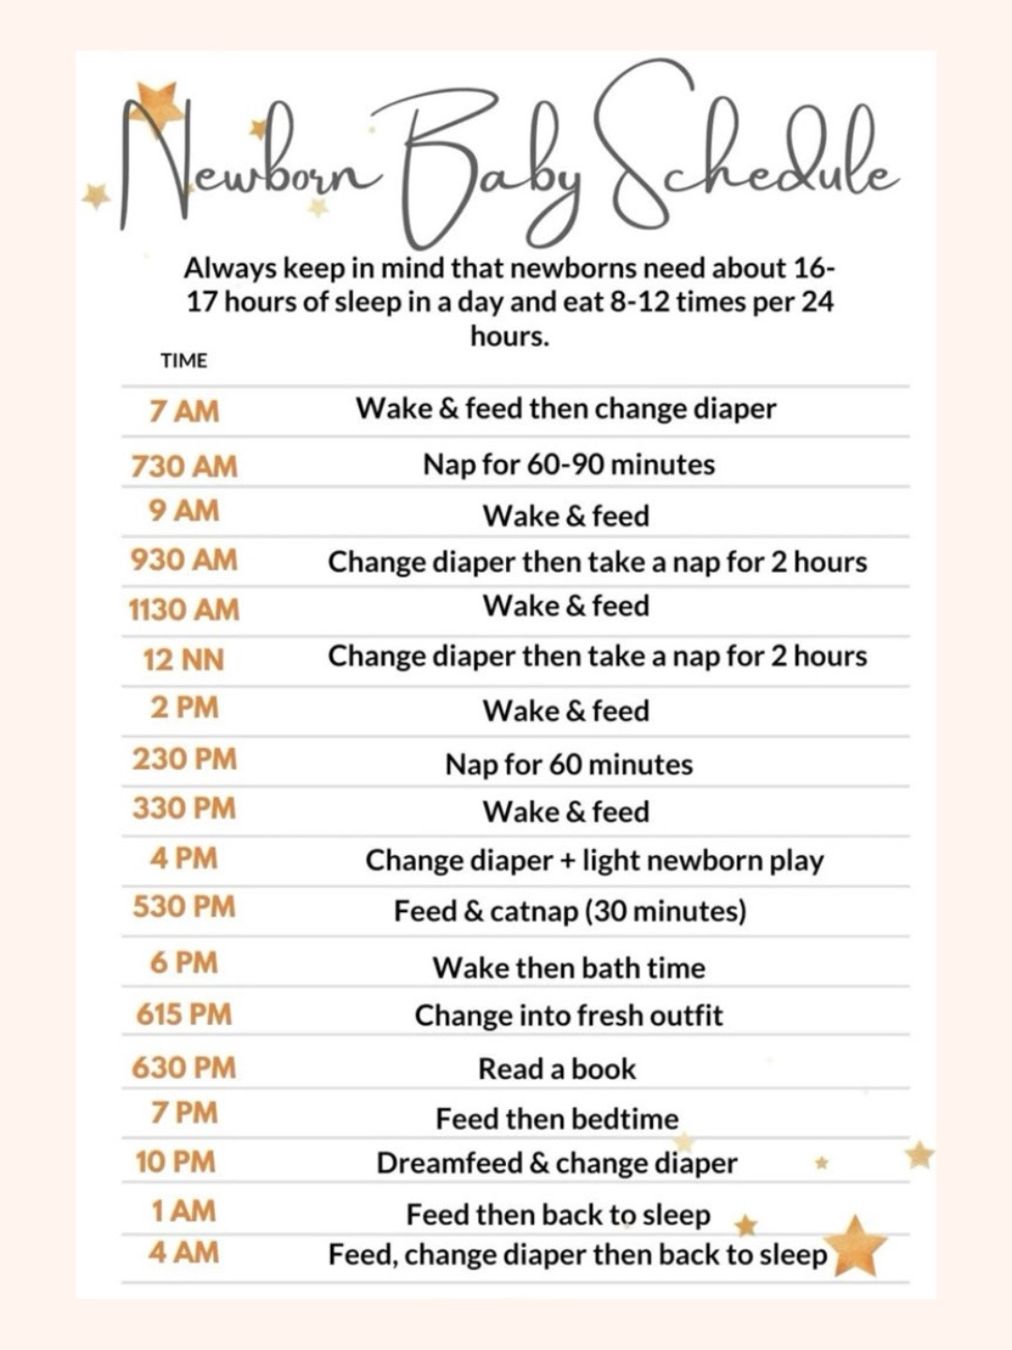 Newborn Baby Schedule
Always keep in mind that newborns need about 16-
17 hours of sleep in a day and eat 8-12 times per 24
hours.
TIME
7 AM Wake & feed then change diaper
730 AM Nap for 60-90 minutes
9 AM Wake & feed
930 AM Change diaper then take a nap for 2 hours
1130 AM Wake & feed
12 NN Change diaper then take a nap for 2 hours
2 PM Wake & feed
230 PM Nap for 60 minutes
330 PM Wake & feed
4 PM Change diaper + light newborn play
530 PM Feed & catnap (30 minutes)
6 PM Wake then bath time
615 PM Change into fresh outfit
630 PM Read a book
7 PM Feed then bedtime
10 PM Dreamfeed & change diaper
1 AM Feed then back to sleep
4 AM Feed, change diaper then back to sleep